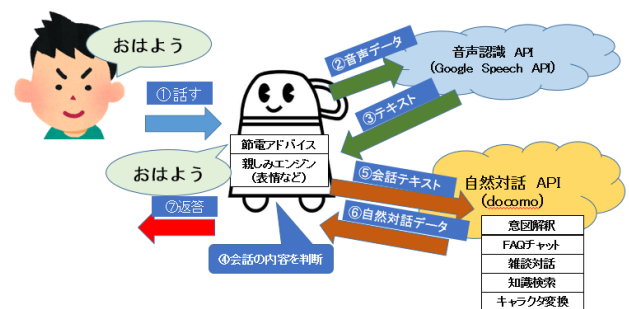 おはよう
①話す
②音声データ
音声認識 API
(Google Speech API)
③テキスト
節電アドバイス
親しみエンジン
(表情など)
④会話の内容を判断
⑤会話テキスト
自然対話 API
(docomo)
意図解釈
FAQチャット
雑談対話
知識検索
キャラクタ変換
⑥自然対話データ
おはよう
⑦返答